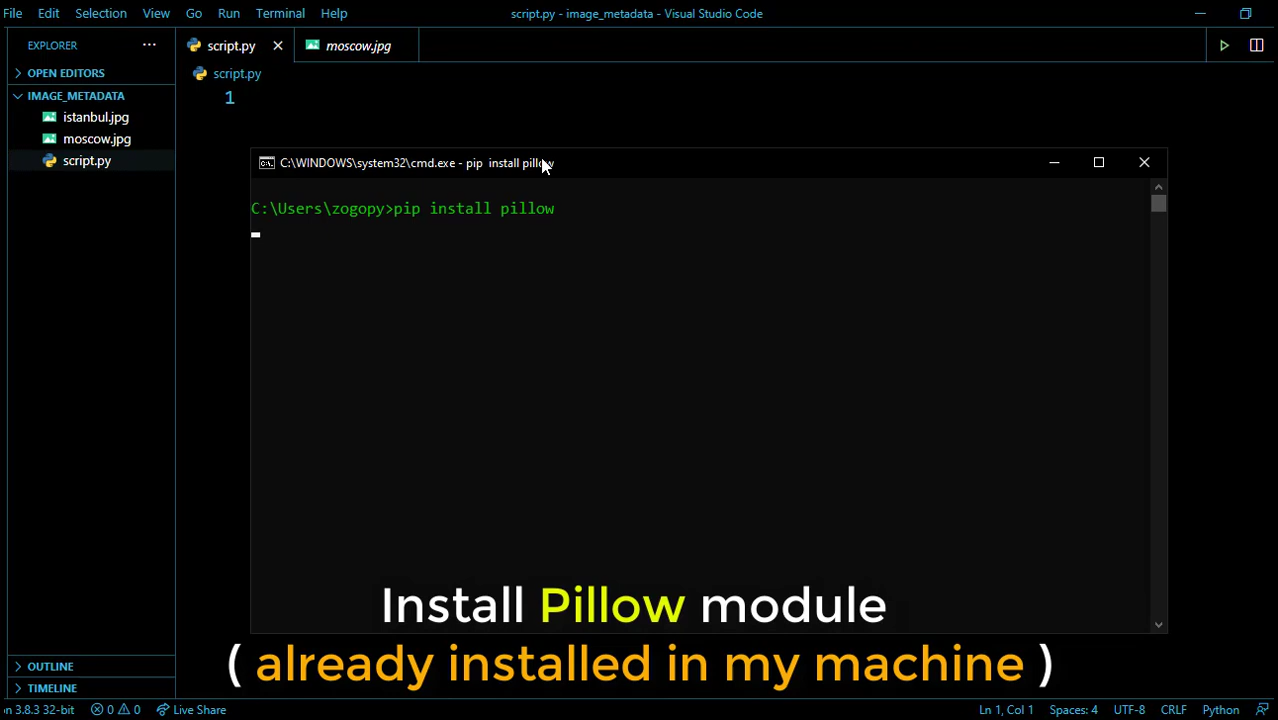 File Edit Selection View Go Run Terminal Help script.py - image_metadata - Visual Studio Code
EXPLORER ··· script.py moscow.jpg
OPEN EDITORS script.py
IMAGE_METADATA 1
istanbul.jpg
moscow.jpg
script.py
C:\WINDOWS\system32\cmd.exe - pip install pillow
C:\Users\zogopy>pip install pillow
Install Pillow module
( already installed in my machine )
OUTLINE
TIMELINE
on 3.8.3 32-bit 0 0 Live Share Ln 1, Col 1 Spaces: 4 UTF-8 CRLF Python